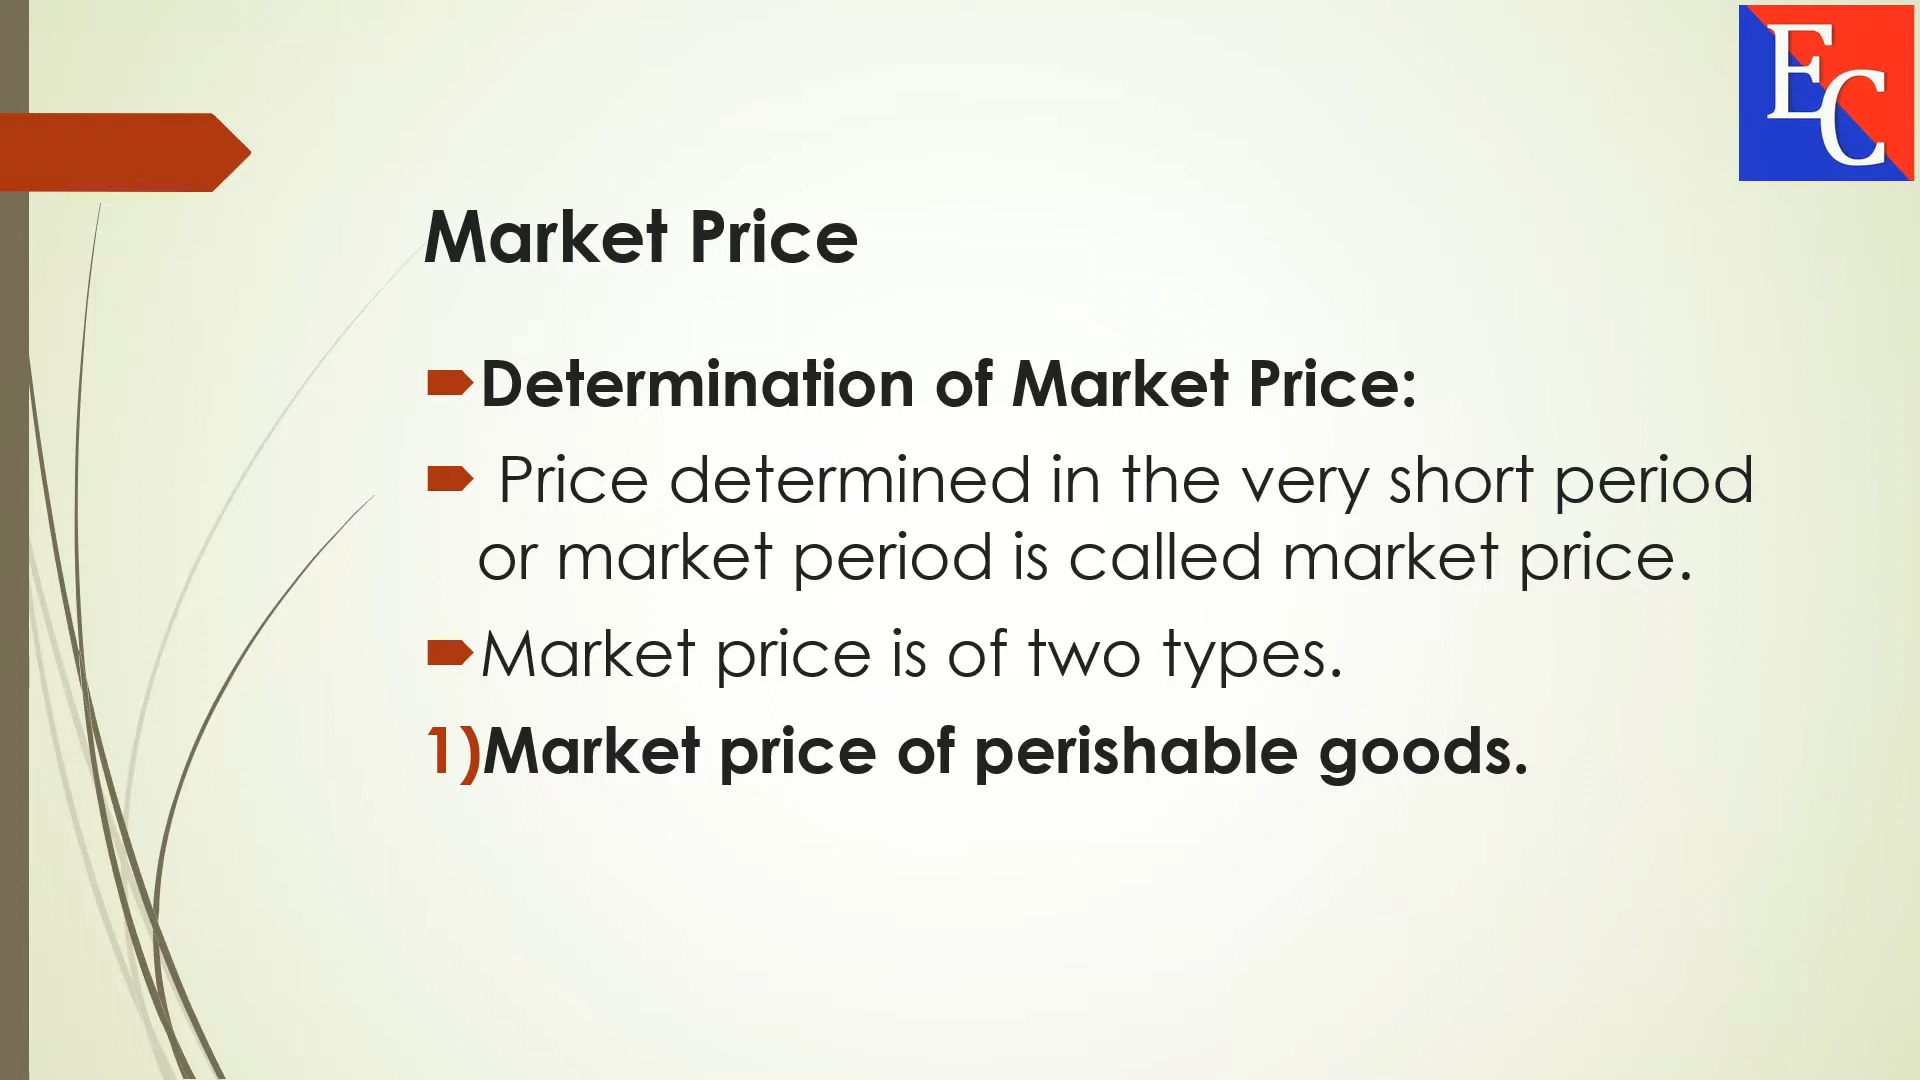 EC
Market Price
Determination of Market Price:
Price determined in the very short period
or market period is called market price.
Market price is of two types.
1)Market price of perishable goods.